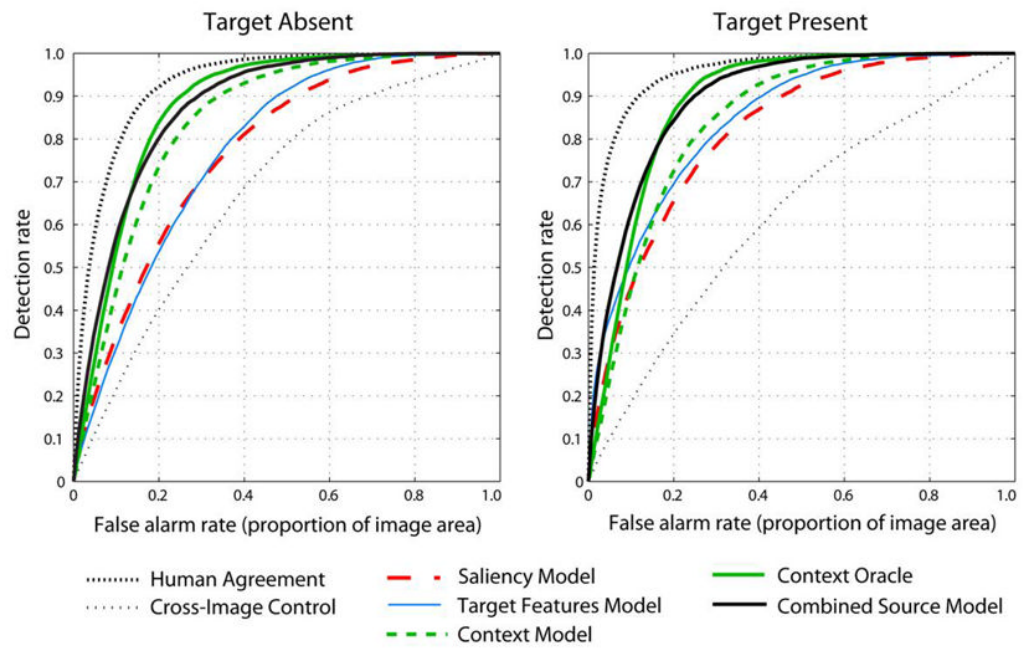 Target Absent
Target Present
Detection rate
1.0
0.9
0.8
0.7
0.6
0.5
0.4
0.3
0.2
0.1
0
0 0.2 0.4 0.6 0.8 1.0
False alarm rate (proportion of image area)
Detection rate
1.0
0.9
0.8
0.7
0.6
0.5
0.4
0.3
0.2
0.1
0
0 0.2 0.4 0.6 0.8 1.0
False alarm rate (proportion of image area)
Human Agreement
Cross-Image Control
Saliency Model
Target Features Model
Context Model
Context Oracle
Combined Source Model